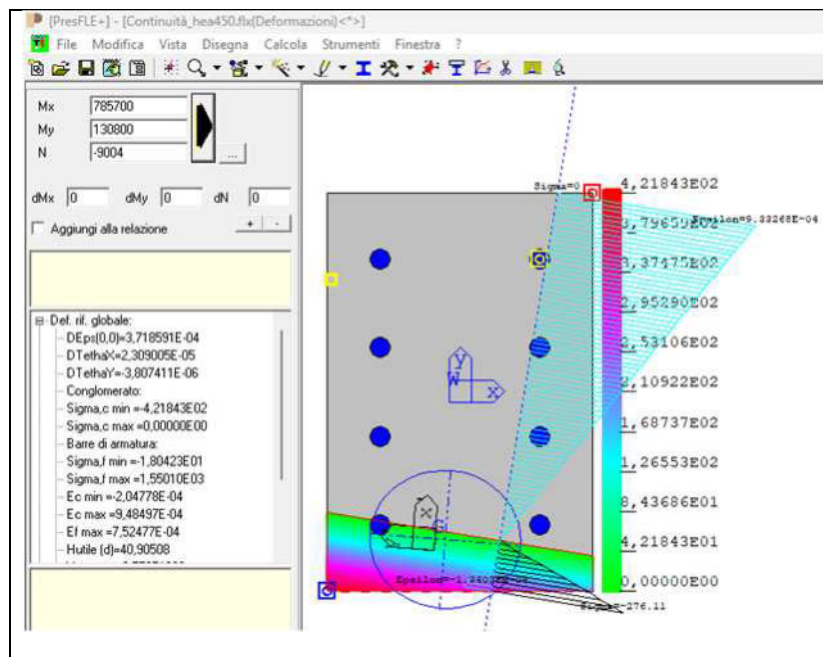 [PresFLE+] - [Continuità_hea450.flx(Deformazioni)<*>]
File Modifica Vista Disegna Calcola Strumenti Finestra ?
Mx 785700
My 130800
N -9004
...
dMx 0 dMy 0 dN 0
Aggiungi alla relazione + -
Def. rif. globale:
DEps(0,0)=3,718591E-04
DTethaX=2,309005E-05
DTethaY=-3,807411E-06
Conglomerato:
Sigma,c min =-4,21843E02
Sigma,c max =0,00000E00
Barre di armatura:
Sigma,f min =-1,80423E01
Sigma,f max =1,55010E03
Ec min =-2,04778E-04
Ec max =9,48497E-04
Ef max =7,52477E-04
Hutile (d)=40,90508
Sigma=0
Epsilon=9.33268E-04
4,21843E02
3,79659E02
3,37475E02
2,95290E02
2,53106E02
2,10922E02
1,68737E02
1,26553E02
8,43686E01
4,21843E01
0,00000E00
y
W
x
x
Sigma=-276.11